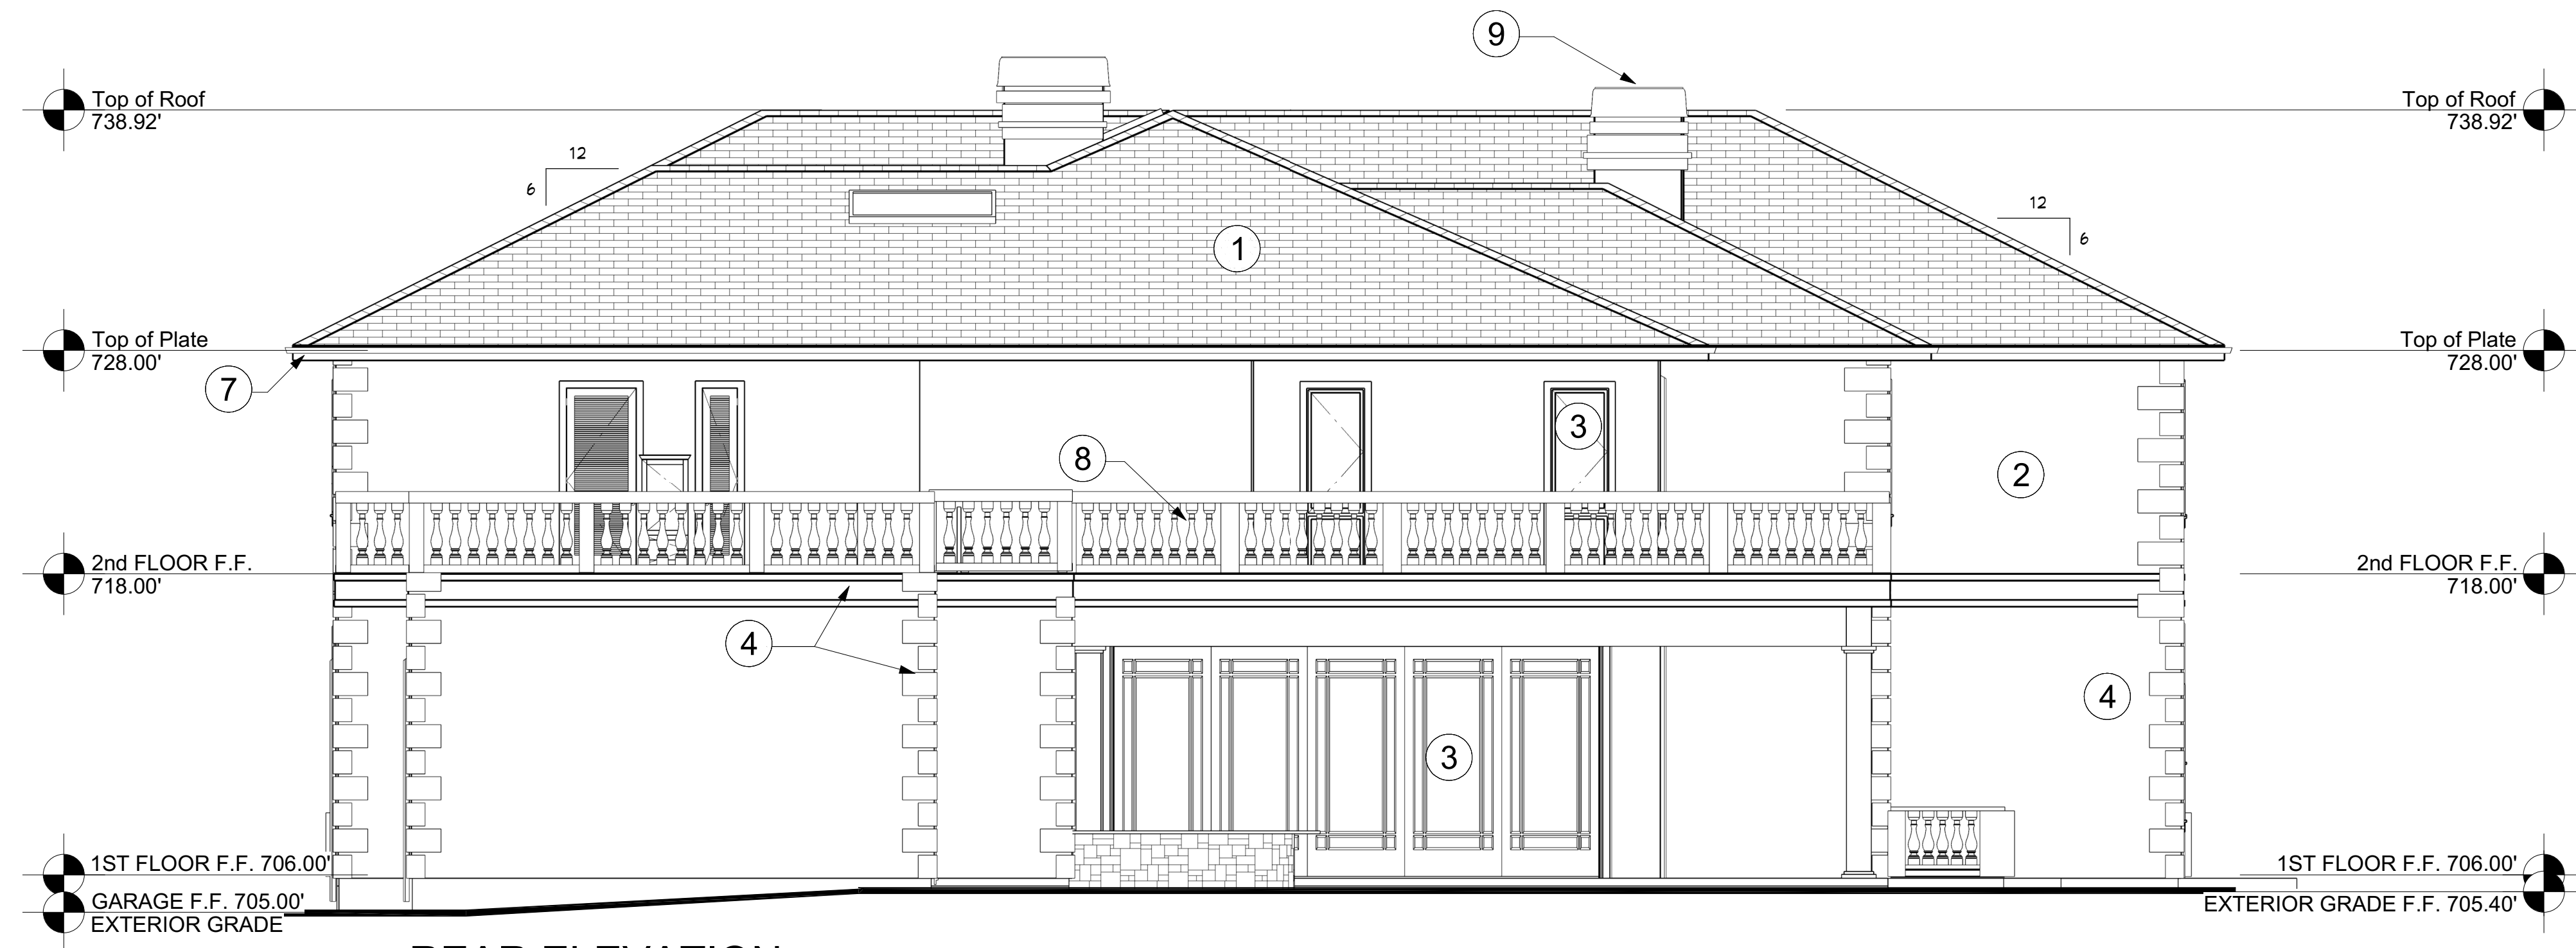 9
Top of Roof
738.92'
Top of Roof
738.92'
12
6
12
6
1
Top of Plate
728.00'
Top of Plate
728.00'
7
3
8
2
2nd FLOOR F.F.
718.00'
2nd FLOOR F.F.
718.00'
4
4
3
1ST FLOOR F.F. 706.00'
1ST FLOOR F.F. 706.00'
GARAGE F.F. 705.00'
EXTERIOR GRADE
EXTERIOR GRADE F.F. 705.40'
REAR ELEVATION